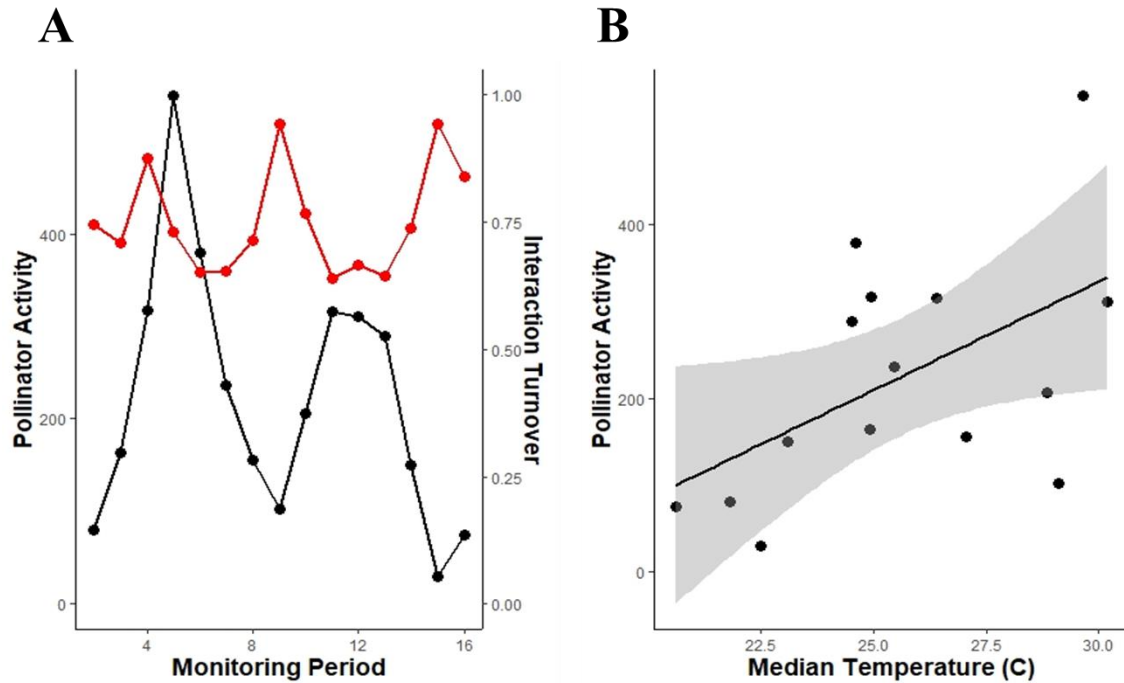 A
B
Pollinator Activity
400
200
0
4
8
12
16
Monitoring Period
1.00
0.75
0.50
0.25
0.00
Interaction Turnover
Pollinator Activity
400
200
0
22.5
25.0
27.5
30.0
Median Temperature (C)